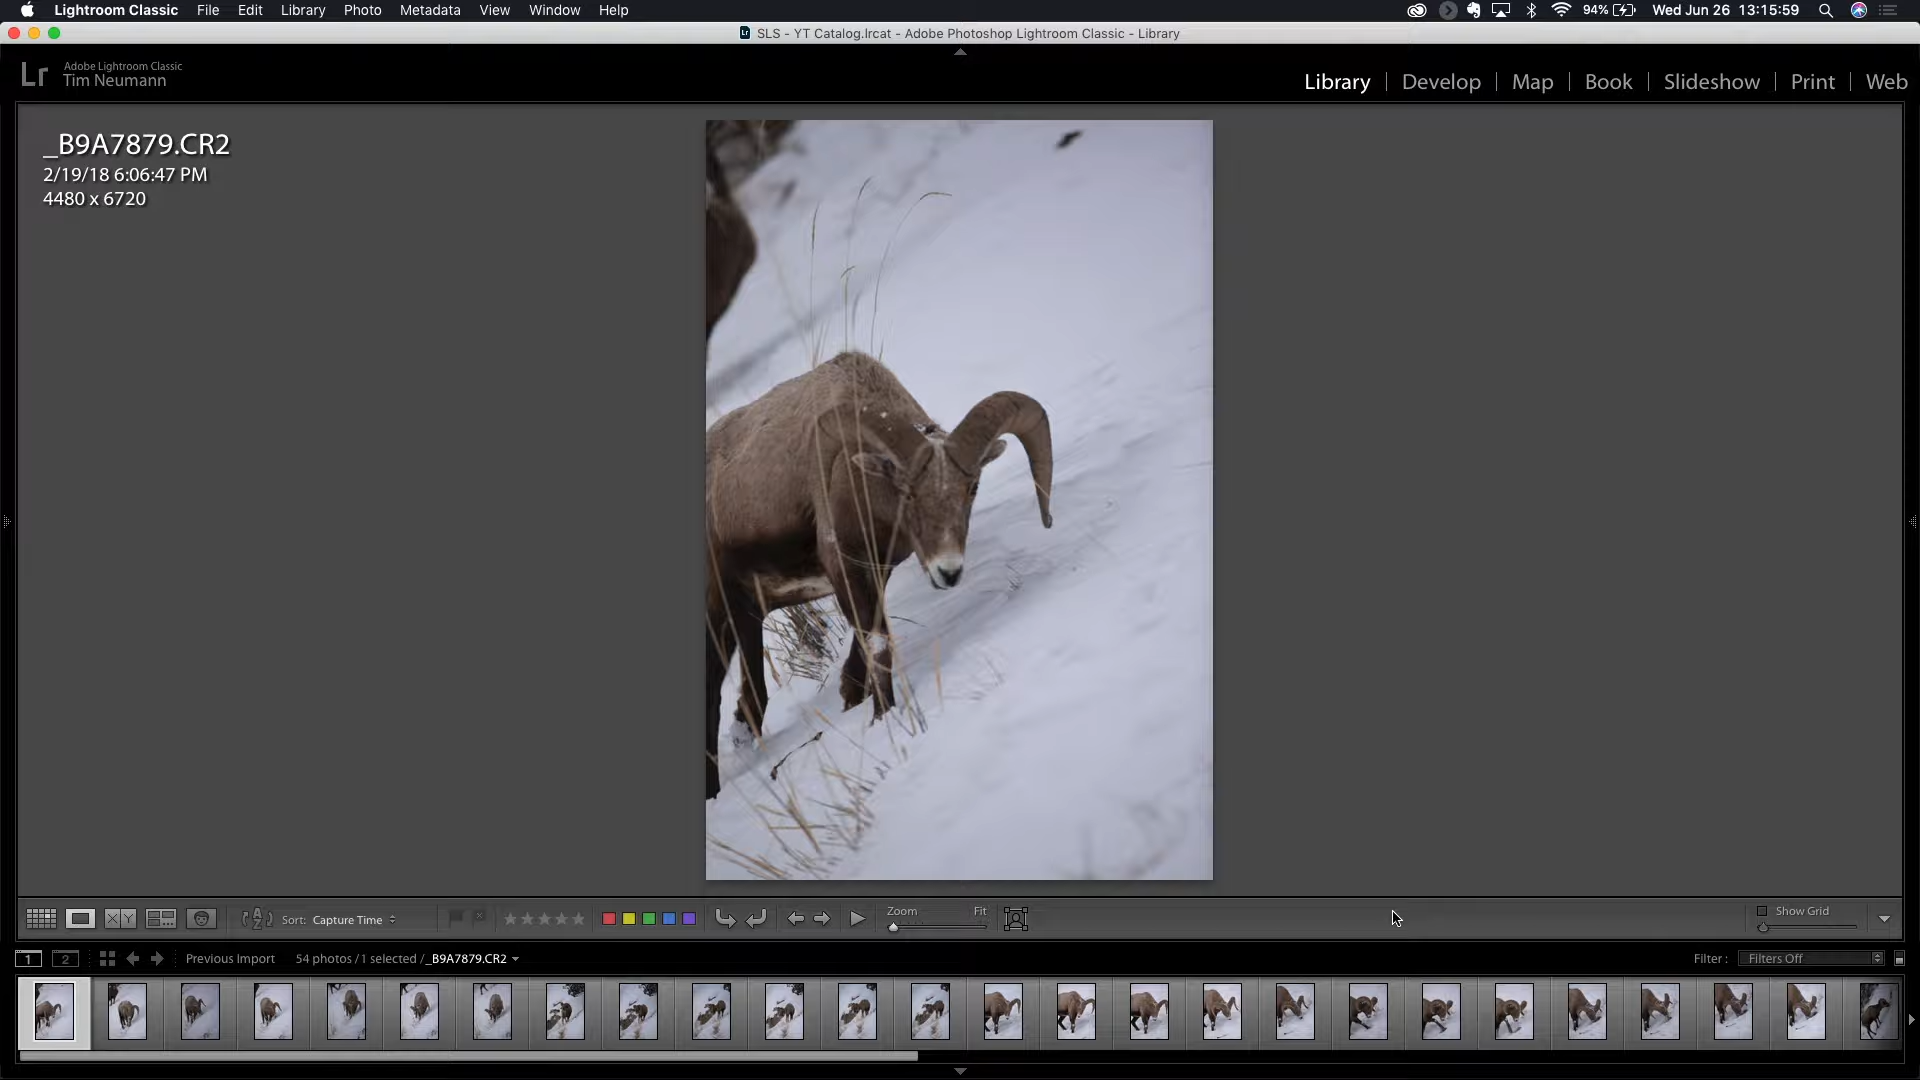 Lightroom Classic File Edit Library Photo Metadata View Window Help 94% Wed Jun 26 13:15:59
SLS - YT Catalog.lrcat - Adobe Photoshop Lightroom Classic - Library
Lr Adobe Lightroom Classic
Tim Neumann
Library Develop Map Book Slideshow Print Web
_B9A7879.CR2
2/19/18 6:06:47 PM
4480 x 6720
Sort: Capture Time Zoom Fit Show Grid
1 2 Previous Import 54 photos / 1 selected / _B9A7879.CR2 Filter : Filters Off